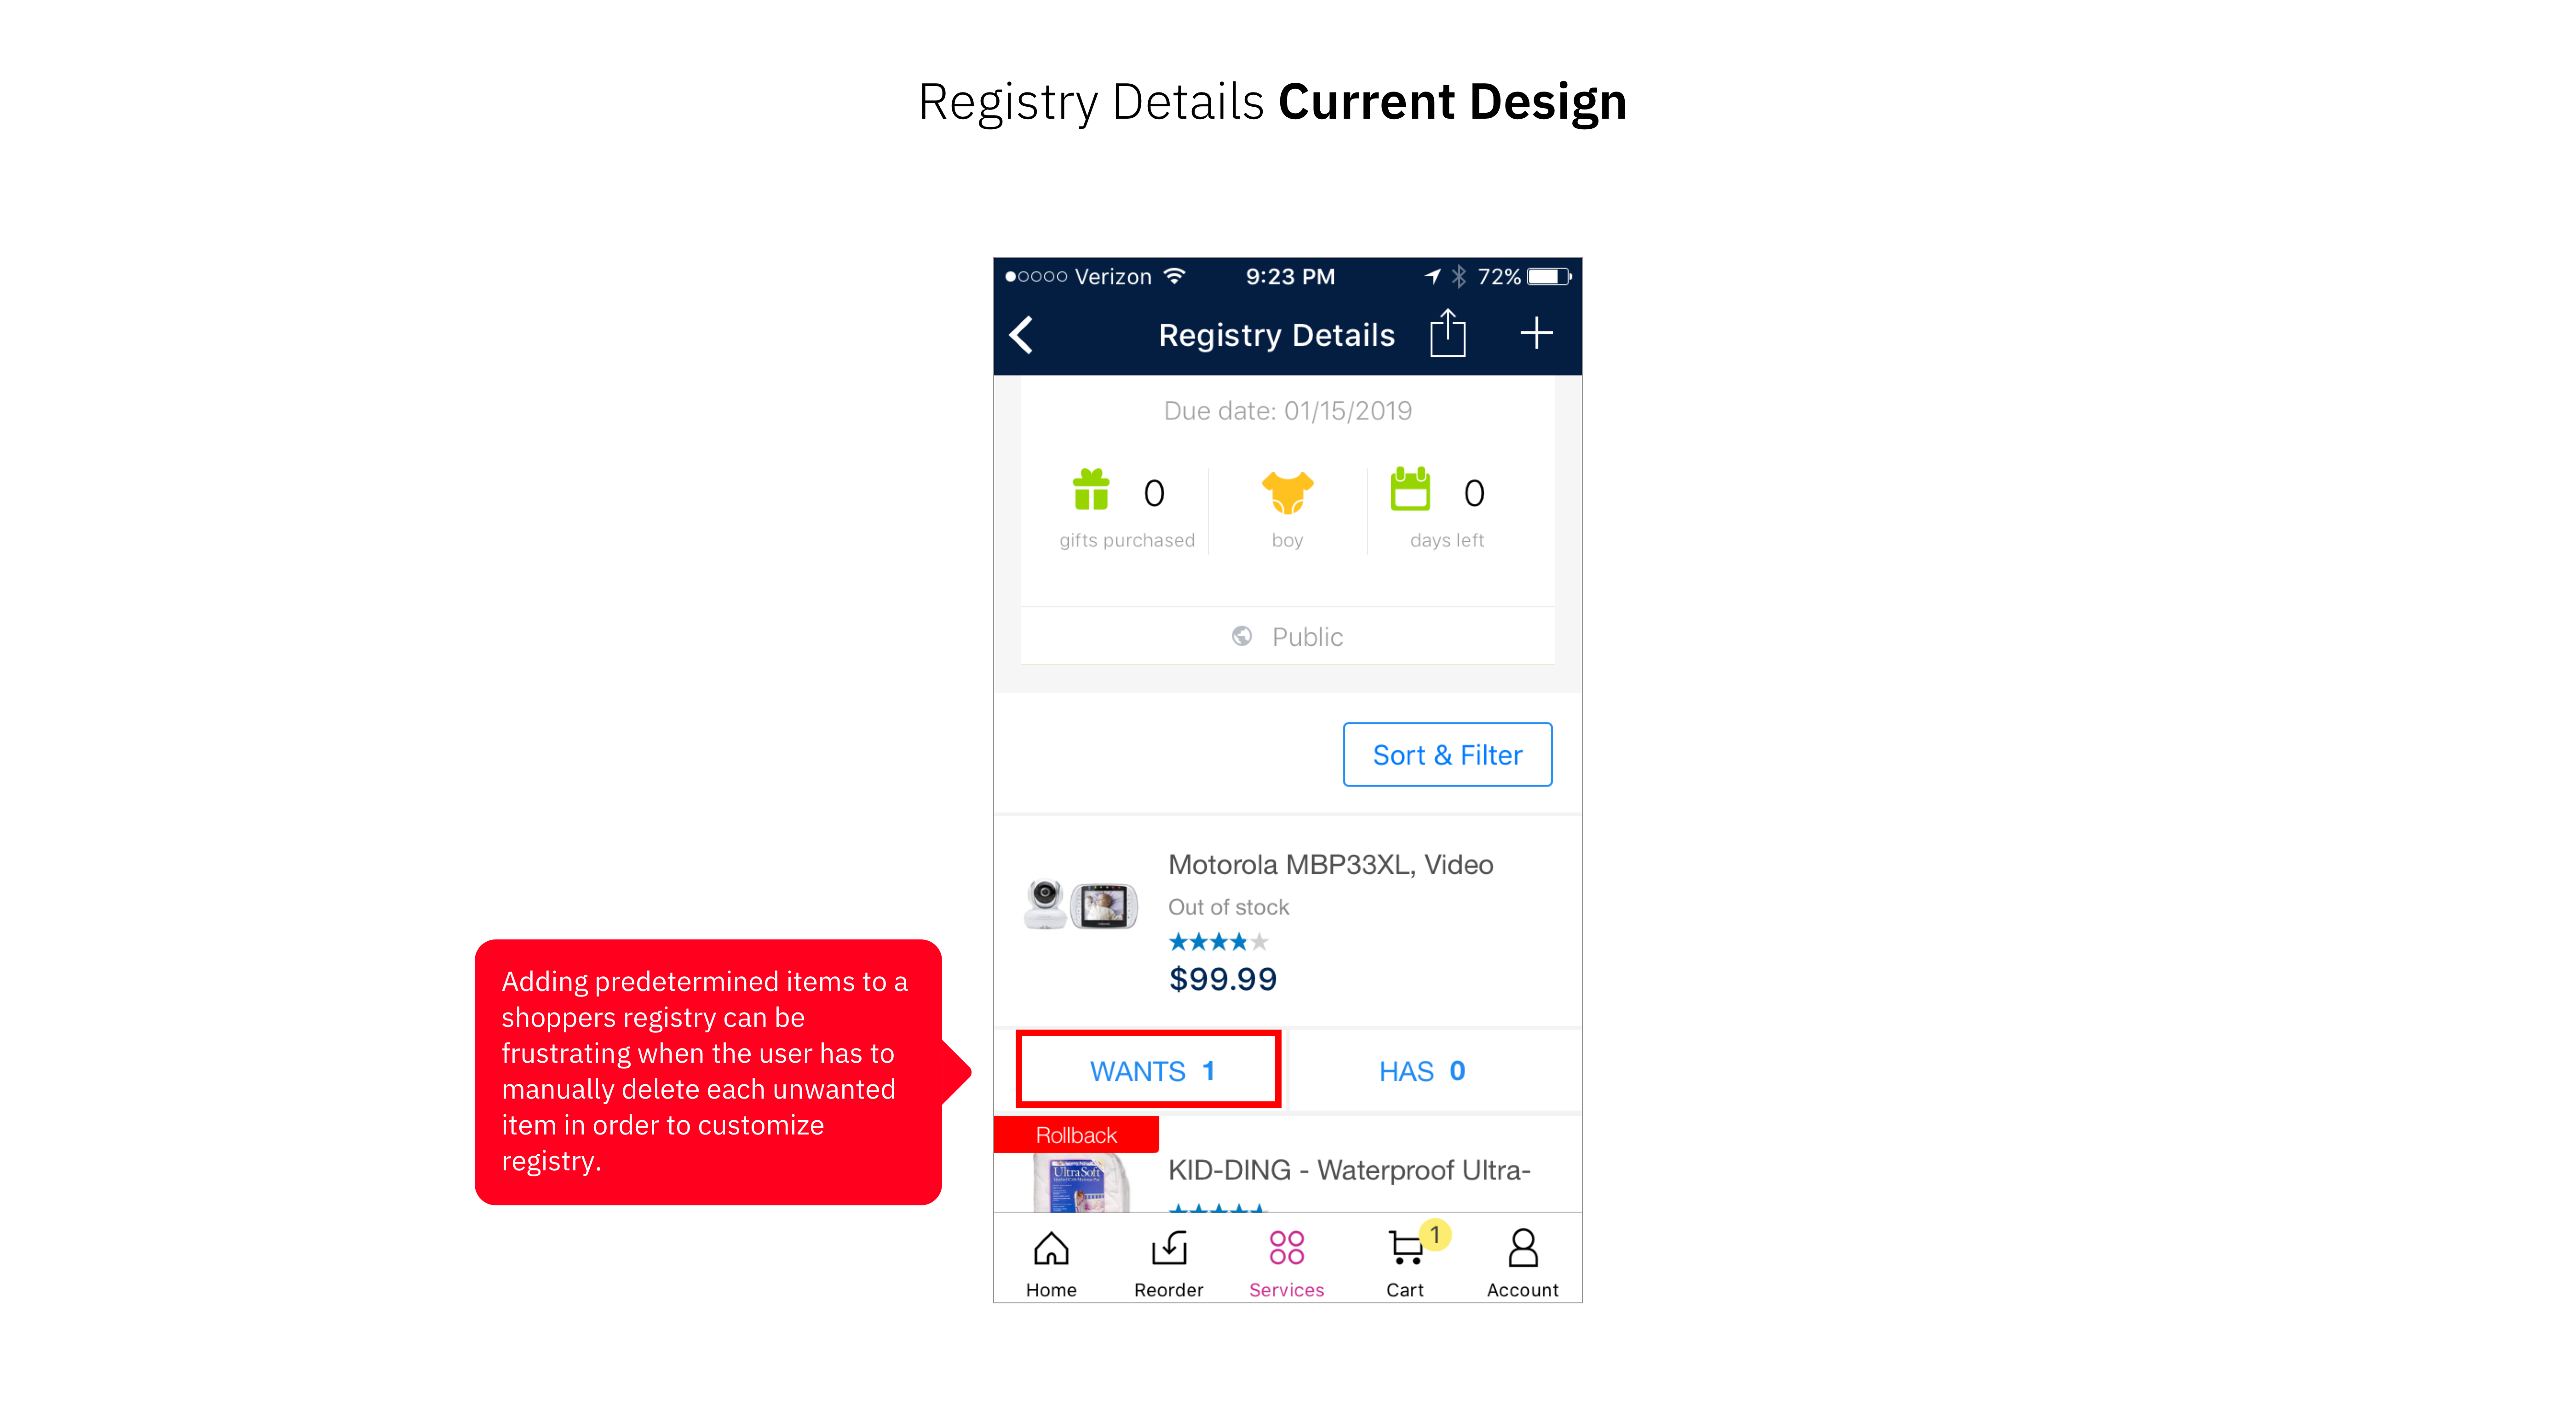 Registry Details Current Design
Verizon 9:23 PM 72%
Registry Details
Due date: 01/15/2019
0 0
gifts purchased boy days left
Public
Sort & Filter
Motorola MBP33XL, Video
Out of stock
$99.99
Adding predetermined items to a
shoppers registry can be
frustrating when the user has to
manually delete each unwanted
item in order to customize
registry.
WANTS 1 HAS 0
Rollback
UltraSoft
KID-DING - Waterproof Ultra-
1
Home Reorder Services Cart Account